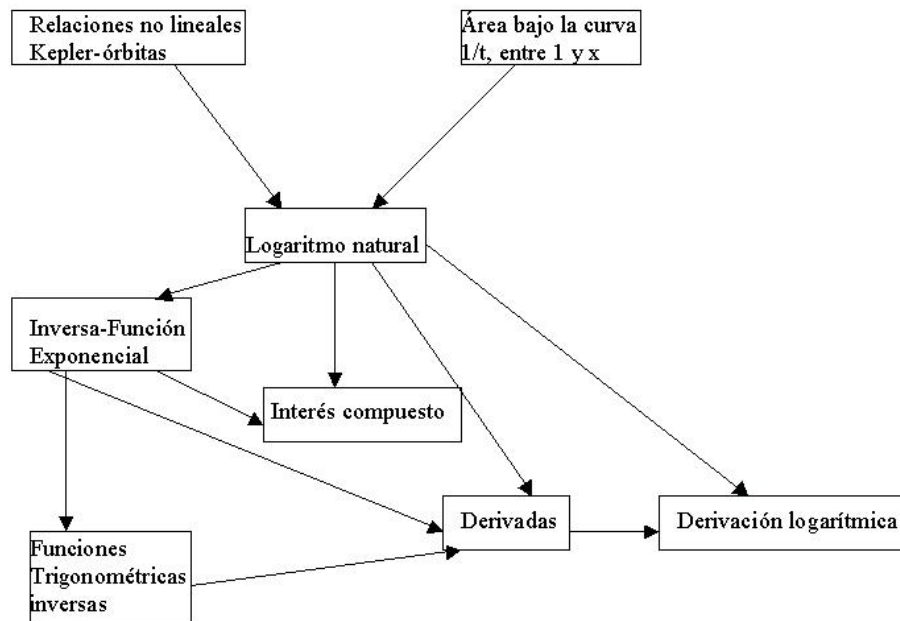 Relaciones no lineales
Kepler-órbitas
Área bajo la curva
1/t, entre 1 y x
Logaritmo natural
Inversa-Función
Exponencial
Interés compuesto
Derivadas
Derivación logarítmica
Funciones
Trigonométricas
inversas